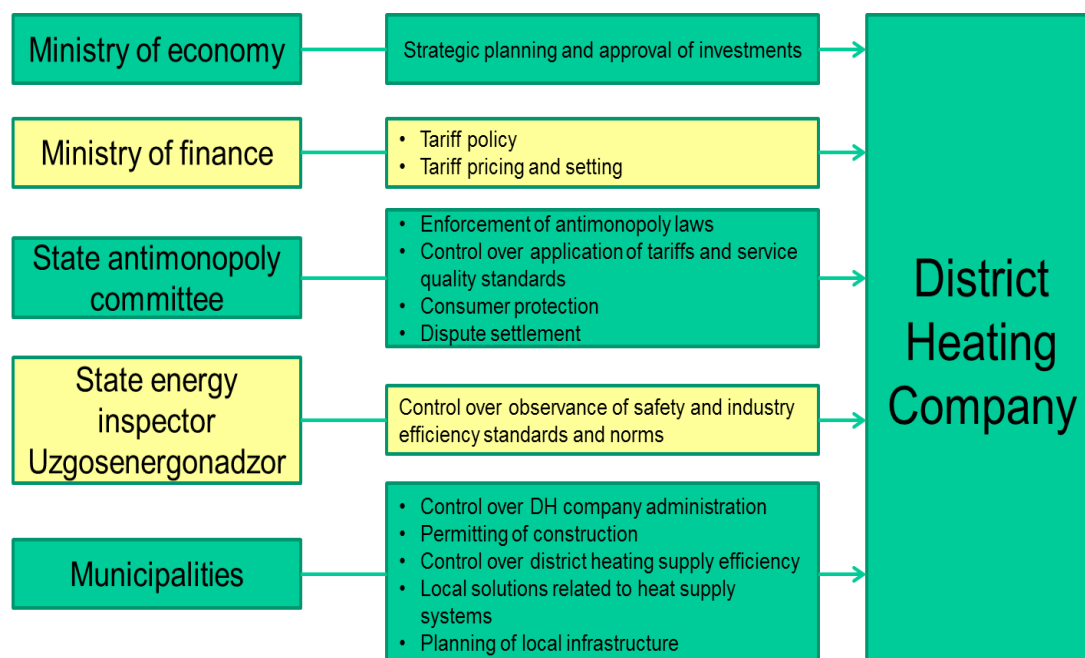 Ministry of economy
Strategic planning and approval of investments
Ministry of finance
• Tariff policy
• Tariff pricing and setting
State antimonopoly
committee
• Enforcement of antimonopoly laws
• Control over application of tariffs and service
quality standards
• Consumer protection
• Dispute settlement
State energy
inspector
Uzgosenergonadzor
Control over observance of safety and industry
efficiency standards and norms
Municipalities
• Control over DH company administration
• Permitting of construction
• Control over district heating supply efficiency
• Local solutions related to heat supply
systems
• Planning of local infrastructure
District
Heating
Company